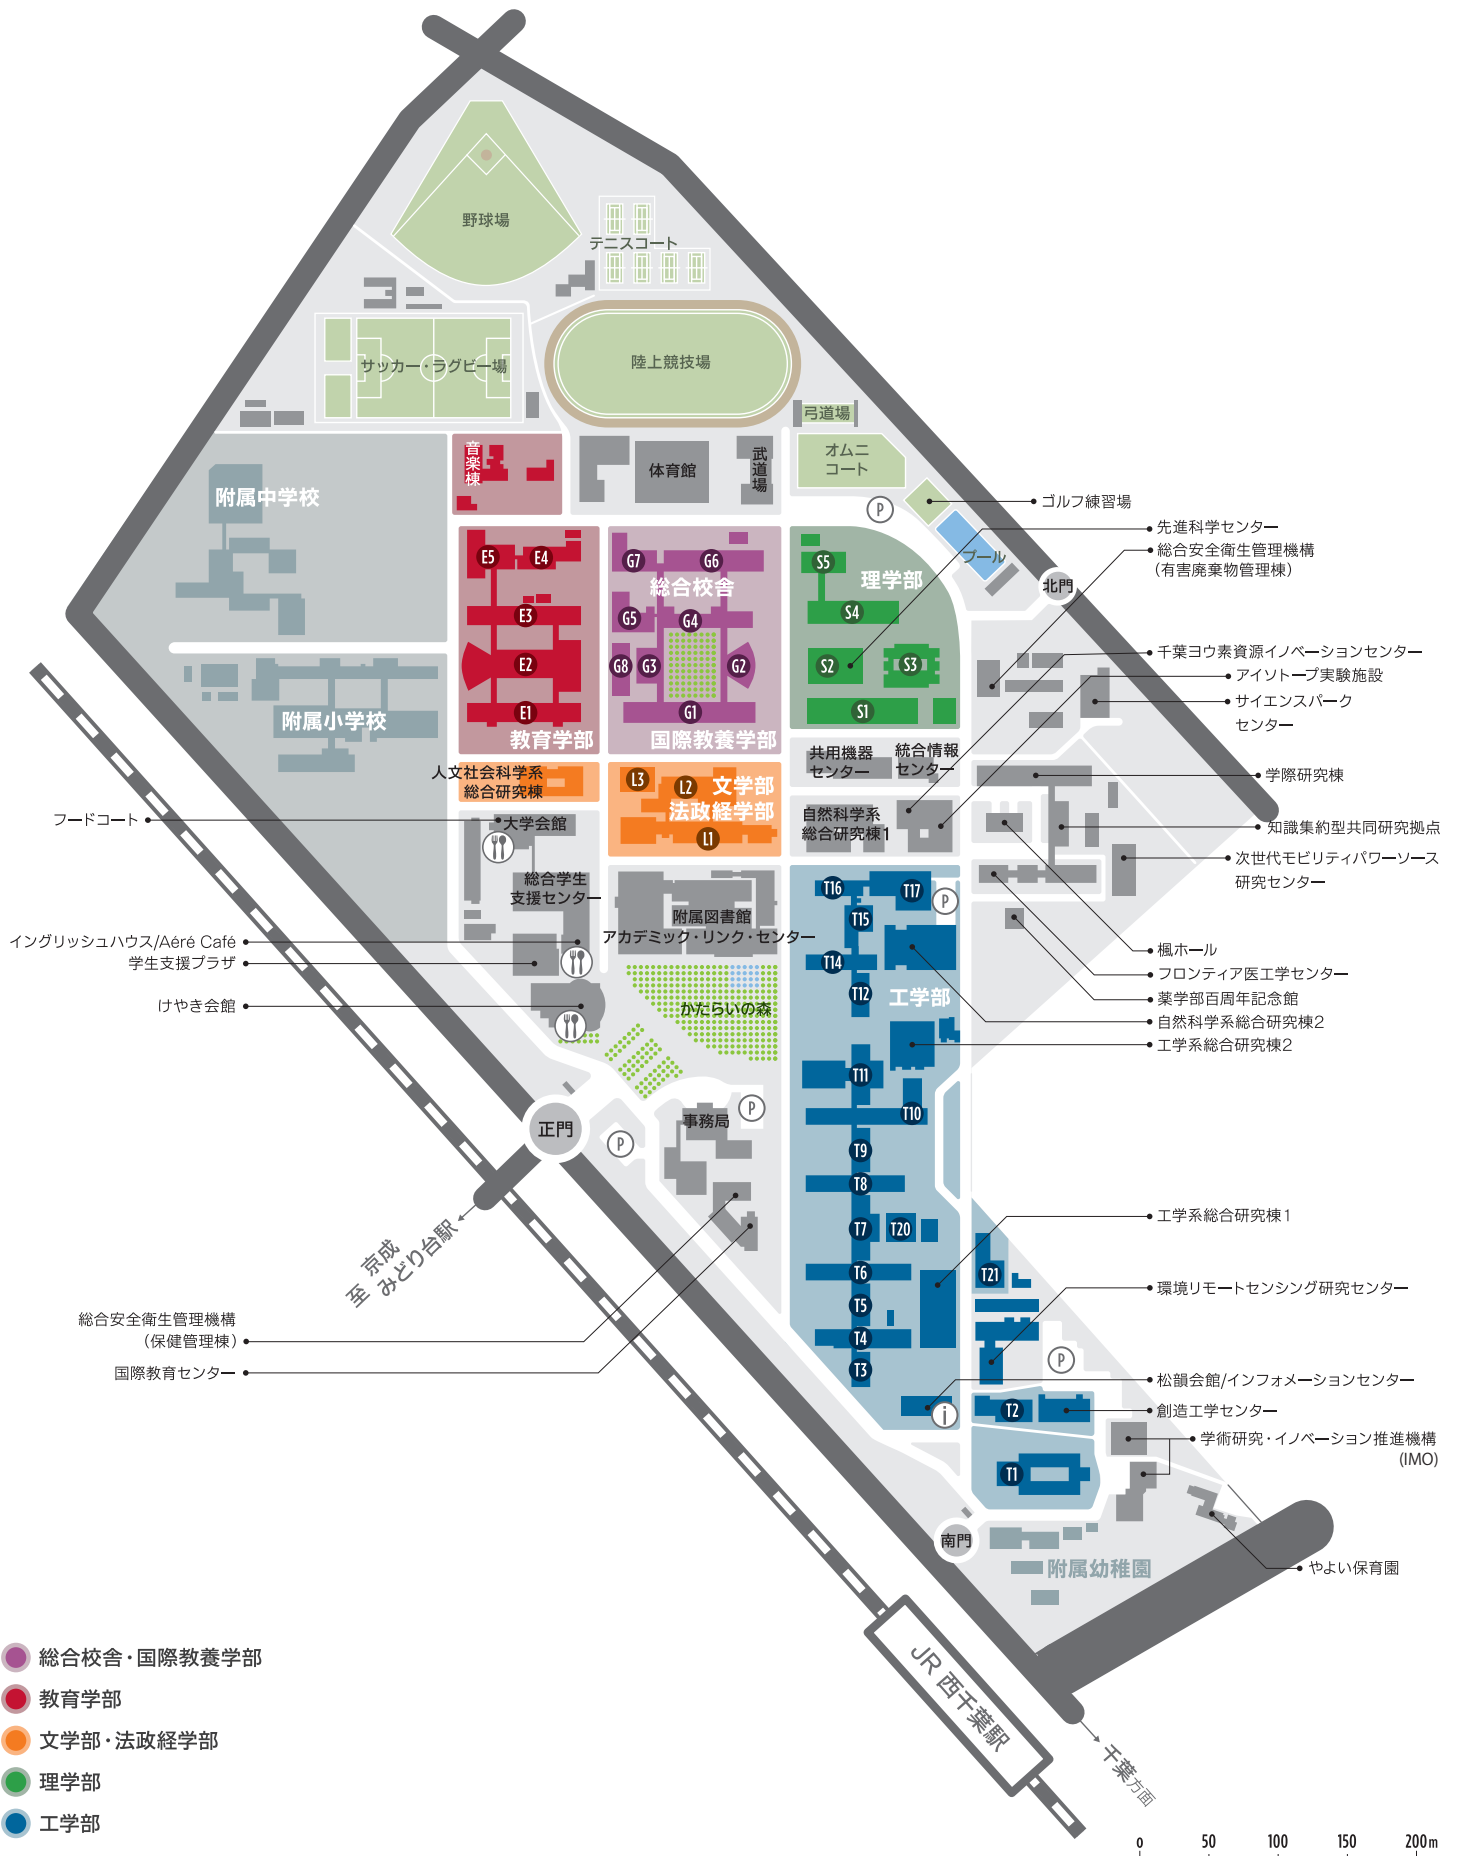 野球場
テニスコート
サッカー・ラグビー場
陸上競技場
弓道場
オムニ
コート
音楽棟
体育館
武道場
附属中学校
P
ゴルフ練習場
プール
北門
先進科学センター
総合安全衛生管理機構
(有害廃棄物管理棟)
E5
E4
E3
E2
E1
教育学部
G7
G6
総合校舎
G5
G4
G8
G3
G2
G1
国際教養学部
S5
理学部
S4
S2
S3
S1
千葉ヨウ素資源イノベーションセンター
アイソトープ実験施設
サイエンスパーク
センター
附属小学校
人文社会科学系
総合研究棟
L3
L2
文学部
法政経学部
L1
共用機器
センター
統合情報
センター
自然科学系
総合研究棟1
学際研究棟
知識集約型共同研究拠点
次世代モビリティパワーソース
研究センター
フードコート
大学会館
総合学生
支援センター
附属図書館
アカデミック・リンク・センター
イングリッシュハウス/Aéré Café
学生支援プラザ
けやき会館
かたらいの森
T16
T17
P
T15
T14
T12
工学部
楓ホール
フロンティア医工学センター
薬学部百周年記念館
自然科学系総合研究棟2
工学系総合研究棟2
T11
T10
T9
T8
T7
T20
T6
T5
T4
T3
正門
P
事務局
P
至
京成
みどり台駅
総合安全衛生管理機構
(保健管理棟)
国際教育センター
工学系総合研究棟1
T21
環境リモートセンシング研究センター
P
松韻会館/インフォメーションセンター
i
T2
創造工学センター
学術研究・イノベーション推進機構
(IMO)
T1
南門
附属幼稚園
やよい保育園
JR 西千葉駅
千葉方面
総合校舎・国際教養学部
教育学部
文学部・法政経学部
理学部
工学部
0 50 100 150 200m